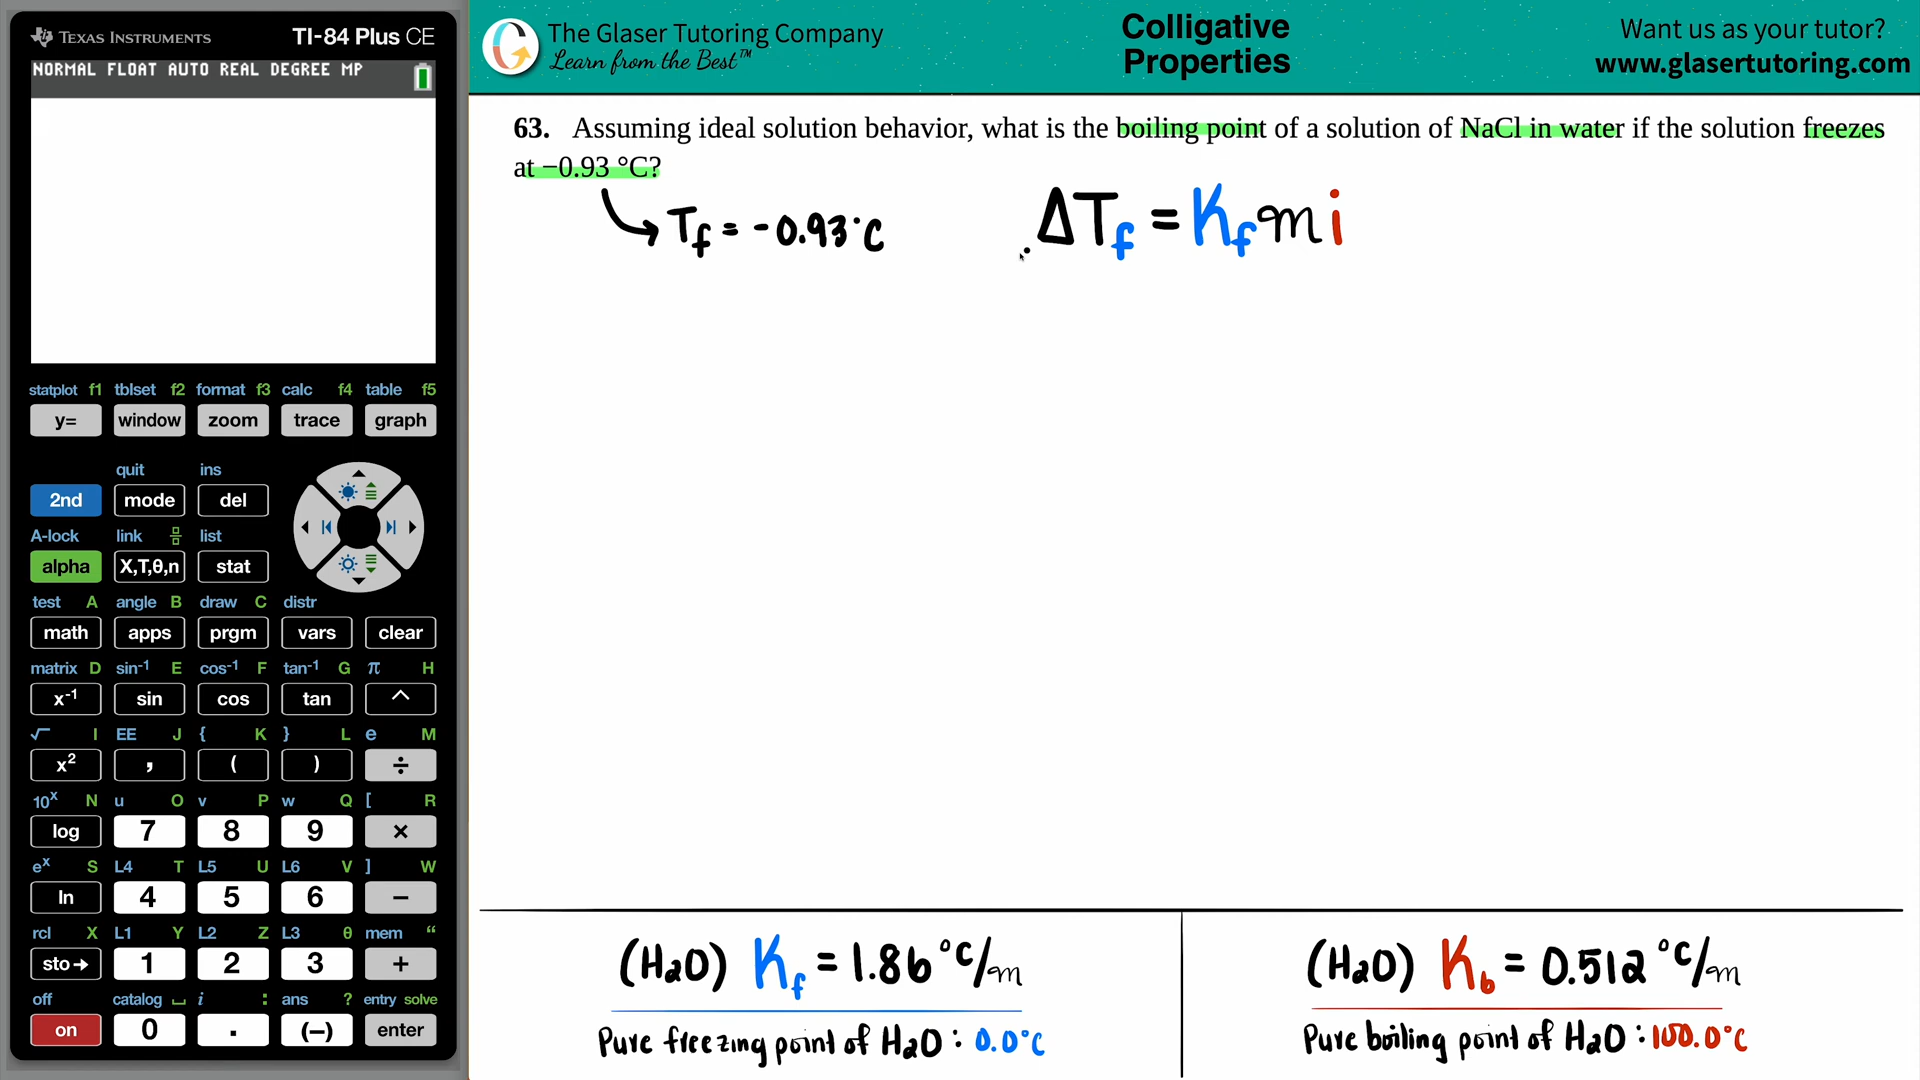 TEXAS INSTRUMENTS TI-84 Plus CE
NORMAL FLOAT AUTO REAL DEGREE MP
statplot f1 tblset f2 format f3 calc f4 table f5
y= window zoom trace graph
quit ins
2nd mode del
A-lock link list
alpha X,T,θ,n stat
test A angle B draw C distr
math apps prgm vars clear
matrix D sin⁻¹ E cos⁻¹ F tan⁻¹ G π H
x⁻¹ sin cos tan ^
√ I EE J { K } L e M
x² , ( ) ÷
10ˣ N u O v P w Q [ R
log 7 8 9 ×
eˣ S L4 T L5 U L6 V ] W
ln 4 5 6 −
rcl X L1 Y L2 Z L3 θ mem “
sto→ 1 2 3 +
off catalog ⎵ i : ans ? entry solve
on 0 . (−) enter
The Glaser Tutoring Company
Learn from the Best™
Colligative
Properties
Want us as your tutor?
www.glasertutoring.com
63. Assuming ideal solution behavior, what is the boiling point of a solution of NaCl in water if the solution freezes
at −0.93 °C?
Tf = -0.93°C
ΔTf = Kf m i
(H2O) Kf = 1.86 °C/m
Pure freezing point of H2O : 0.0°C
(H2O) Kb = 0.512 °C/m
Pure boiling point of H2O : 100.0°C